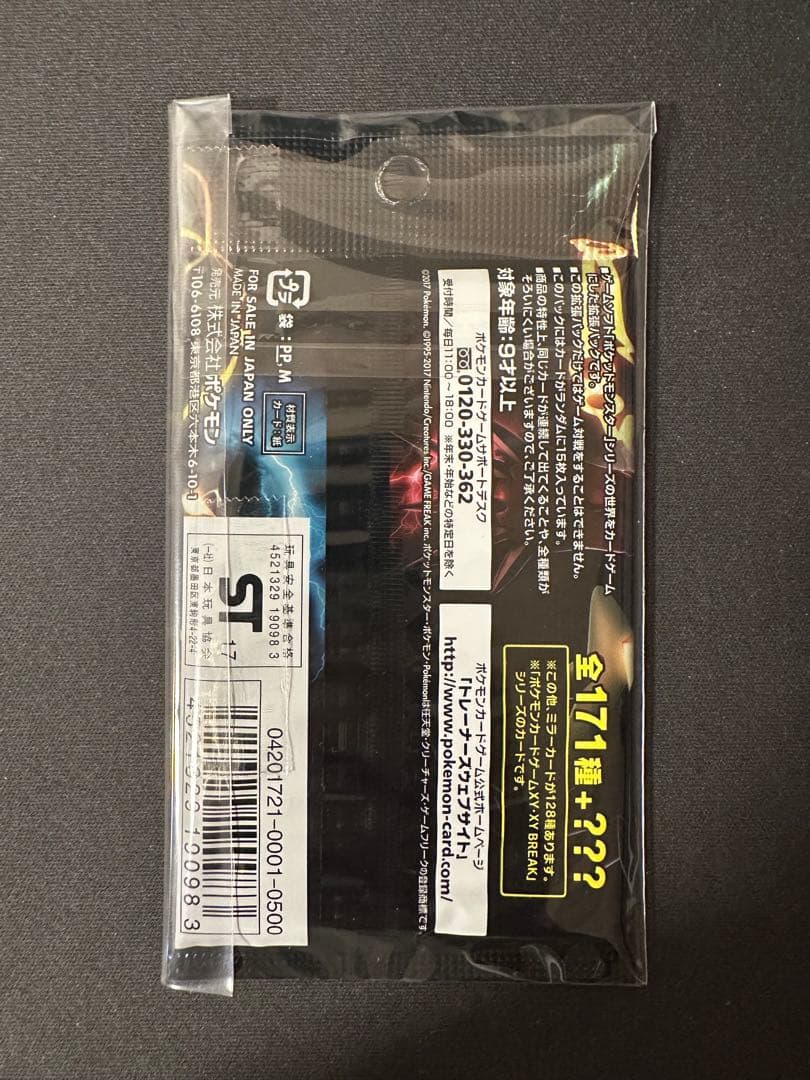 ■ゲームソフト「ポケットモンスター」シリーズの世界をカードゲーム
にした拡張パックです。
■この拡張パックだけではゲーム対戦をすることはできません。
■このパックにはカードがランダムに15枚入っています。
■商品の特性上、同じカードが連続して出てくることや、全種類が
そろいにくい場合がございますので、ご了承ください。
対象年齢:9才以上
全171種+???
※この他、ミラーカードが128種あります。
※「ポケモンカードゲームXY・XY BREAK」
シリーズのカードです。
ポケモンカードゲームサポートデスク
0120-330-362
受付時間/毎日11:00~18:00 ※年末・年始などの特定日を除く
ポケモンカードゲーム公式ホームページ
「トレーナーズウェブサイト」
http://www.pokemon-card.com/
©2017 Pokémon. ©1995-2017 Nintendo/Creatures Inc./GAME FREAK inc. ポケットモンスター・ポケモン・Pokémonは任天堂・クリーチャーズ・ゲームフリークの登録商標です。
プラ
袋:PP, M
材質表示
カード:紙
FOR SALE IN JAPAN ONLY
MADE IN JAPAN
発売元 株式会社ポケモン
〒106-6108 東京都港区六本木6-10-1
玩具安全基準合格
4521329 19098 3
ST
17
(一社)日本玩具協会
東京都墨田区東駒形4-22-4
04201721-0001-0500
4521329190983